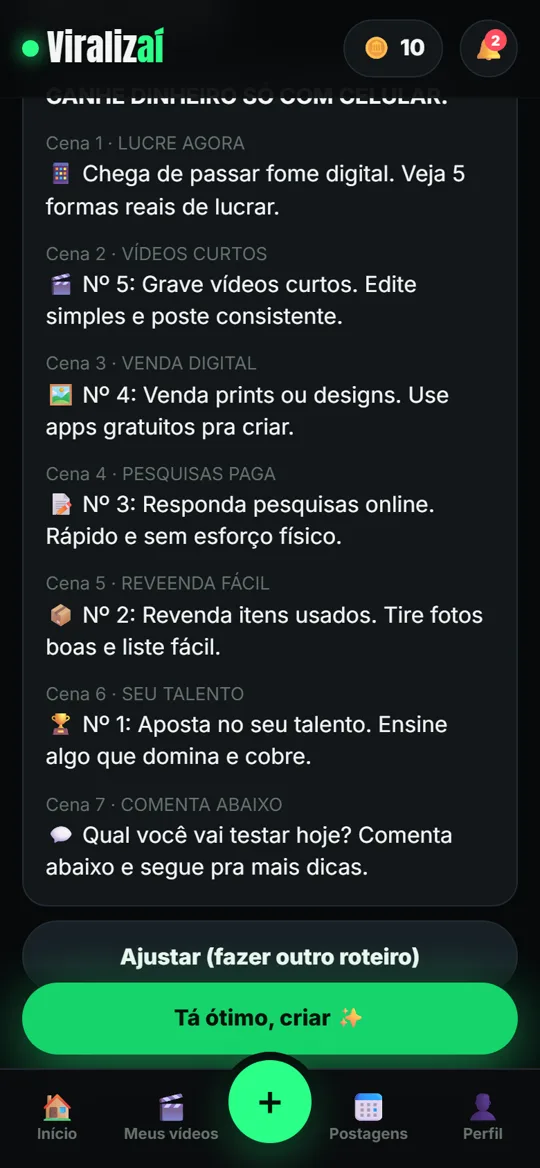 Viralizaí
10
2
GANHE DINHEIRO SÓ COM CELULAR.
Cena 1 · LUCRE AGORA
Chega de passar fome digital. Veja 5
formas reais de lucrar.
Cena 2 · VÍDEOS CURTOS
Nº 5: Grave vídeos curtos. Edite
simples e poste consistente.
Cena 3 · VENDA DIGITAL
Nº 4: Venda prints ou designs. Use
apps gratuitos pra criar.
Cena 4 · PESQUISAS PAGA
Nº 3: Responda pesquisas online.
Rápido e sem esforço físico.
Cena 5 · REVEENDA FÁCIL
Nº 2: Revenda itens usados. Tire fotos
boas e liste fácil.
Cena 6 · SEU TALENTO
Nº 1: Aposta no seu talento. Ensine
algo que domina e cobre.
Cena 7 · COMENTA ABAIXO
Qual você vai testar hoje? Comenta
abaixo e segue pra mais dicas.
Ajustar (fazer outro roteiro)
Tá ótimo, criar
+
Início
Meus vídeos
Postagens
Perfil